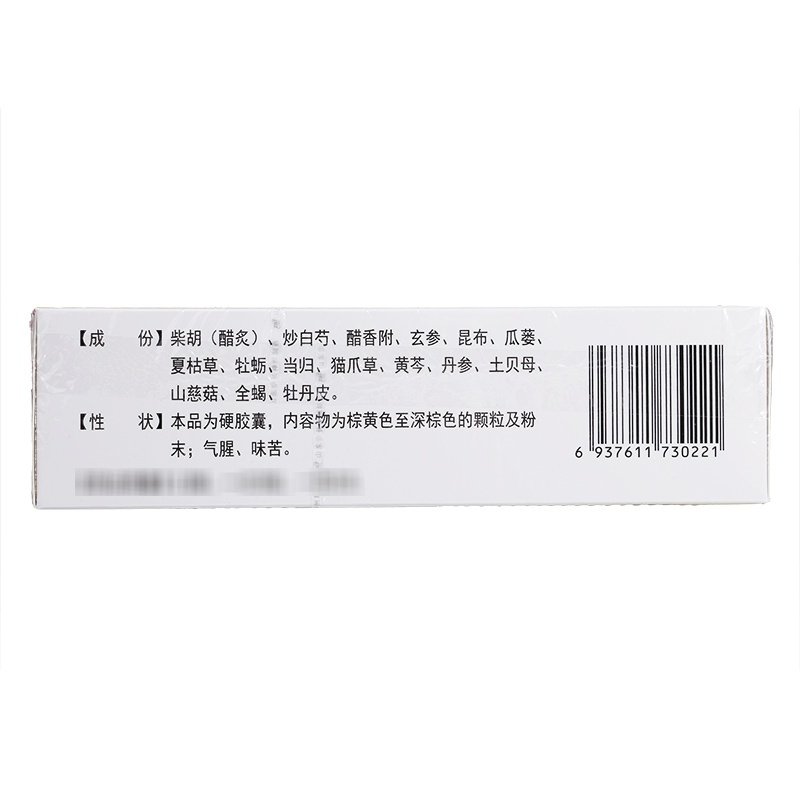 【成 份】柴胡（醋炙）、炒白芍、醋香附、玄参、昆布、瓜蒌、
夏枯草、牡蛎、当归、猫爪草、黄芩、丹参、土贝母、
山慈菇、全蝎、牡丹皮。
【性 状】本品为硬胶囊，内容物为棕黄色至深棕色的颗粒及粉
末；气腥、味苦。
6 937611 730221